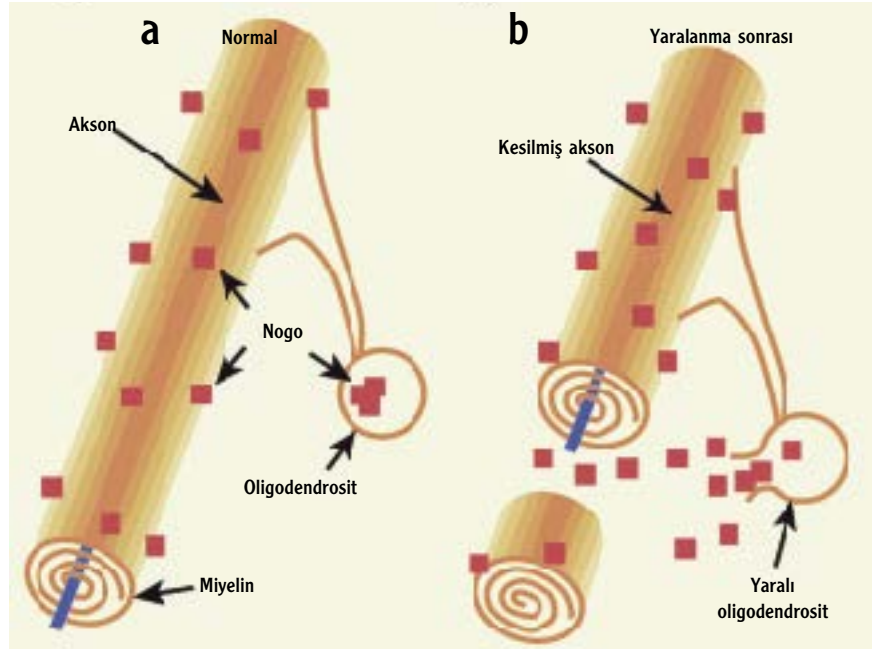 a
Normal
Akson
Nogo
Oligodendrosit
Miyelin
b
Yaralanma sonrası
Kesilmiş akson
Yaralı
oligodendrosit